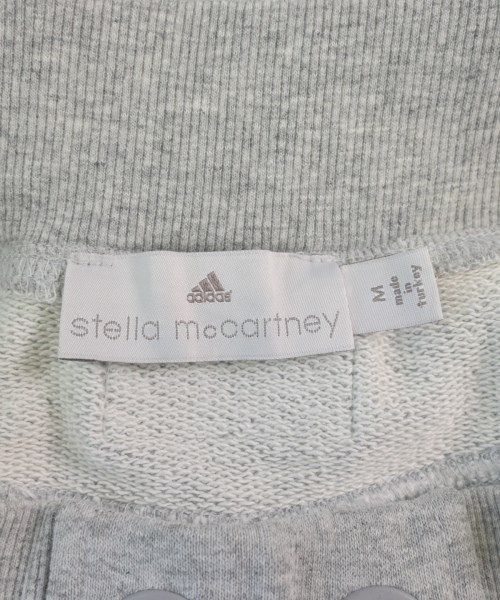 adidas
stella mccartney
M
made
in
turkey